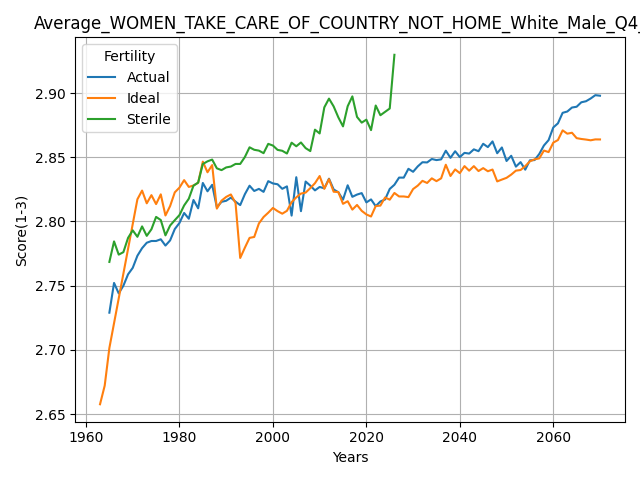 Average_WOMEN_TAKE_CARE_OF_COUNTRY_NOT_HOME_White_Male_Q4_
Fertility
Actual
Ideal
Sterile
Score(1-3)
2.90
2.85
2.80
2.75
2.70
2.65
1960 1980 2000 2020 2040 2060
Years